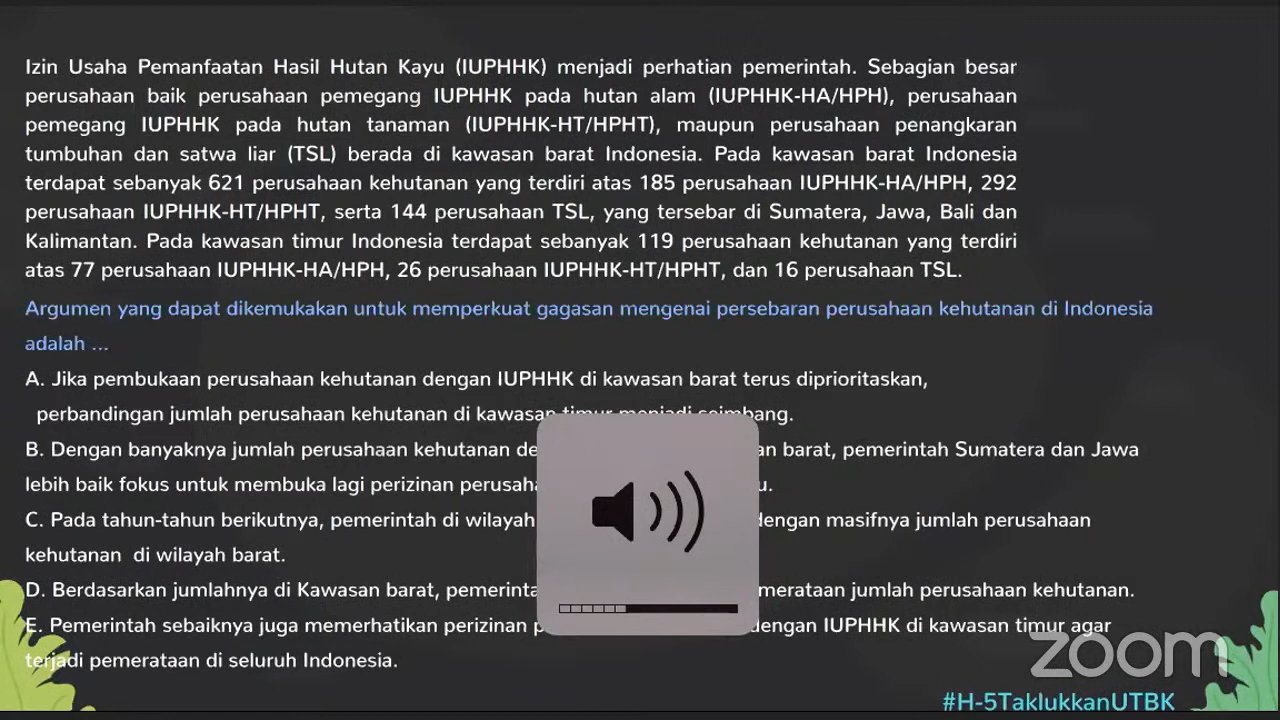 Izin Usaha Pemanfaatan Hasil Hutan Kayu (IUPHHK) menjadi perhatian pemerintah. Sebagian besar
perusahaan baik perusahaan pemegang IUPHHK pada hutan alam (IUPHHK-HA/HPH), perusahaan
pemegang IUPHHK pada hutan tanaman (IUPHHK-HT/HPHT), maupun perusahaan penangkaran
tumbuhan dan satwa liar (TSL) berada di kawasan barat Indonesia. Pada kawasan barat Indonesia
terdapat sebanyak 621 perusahaan kehutanan yang terdiri atas 185 perusahaan IUPHHK-HA/HPH, 292
perusahaan IUPHHK-HT/HPHT, serta 144 perusahaan TSL, yang tersebar di Sumatera, Jawa, Bali dan
Kalimantan. Pada kawasan timur Indonesia terdapat sebanyak 119 perusahaan kehutanan yang terdiri
atas 77 perusahaan IUPHHK-HA/HPH, 26 perusahaan IUPHHK-HT/HPHT, dan 16 perusahaan TSL.
Argumen yang dapat dikemukakan untuk memperkuat gagasan mengenai persebaran perusahaan kehutanan di Indonesia
adalah ...
A. Jika pembukaan perusahaan kehutanan dengan IUPHHK di kawasan barat terus diprioritaskan,
perbandingan jumlah perusahaan kehutanan di kawasan timur menjadi seimbang.
B. Dengan banyaknya jumlah perusahaan kehutanan barat, pemerintah Sumatera dan Jawa
lebih baik fokus untuk membuka lagi perizinan
C. Pada tahun-tahun berikutnya, pemerintah di wilayah dengan masifnya jumlah perusahaan
kehutanan di wilayah barat.
D. Berdasarkan jumlahnya di Kawasan barat, jumlah perusahaan kehutanan.
E. Pemerintah sebaiknya juga memerhatikan perizinan dengan IUPHHK di kawasan timur agar
terjadi pemerataan di seluruh Indonesia.
zoom
#H-5TaklukkanUTBK